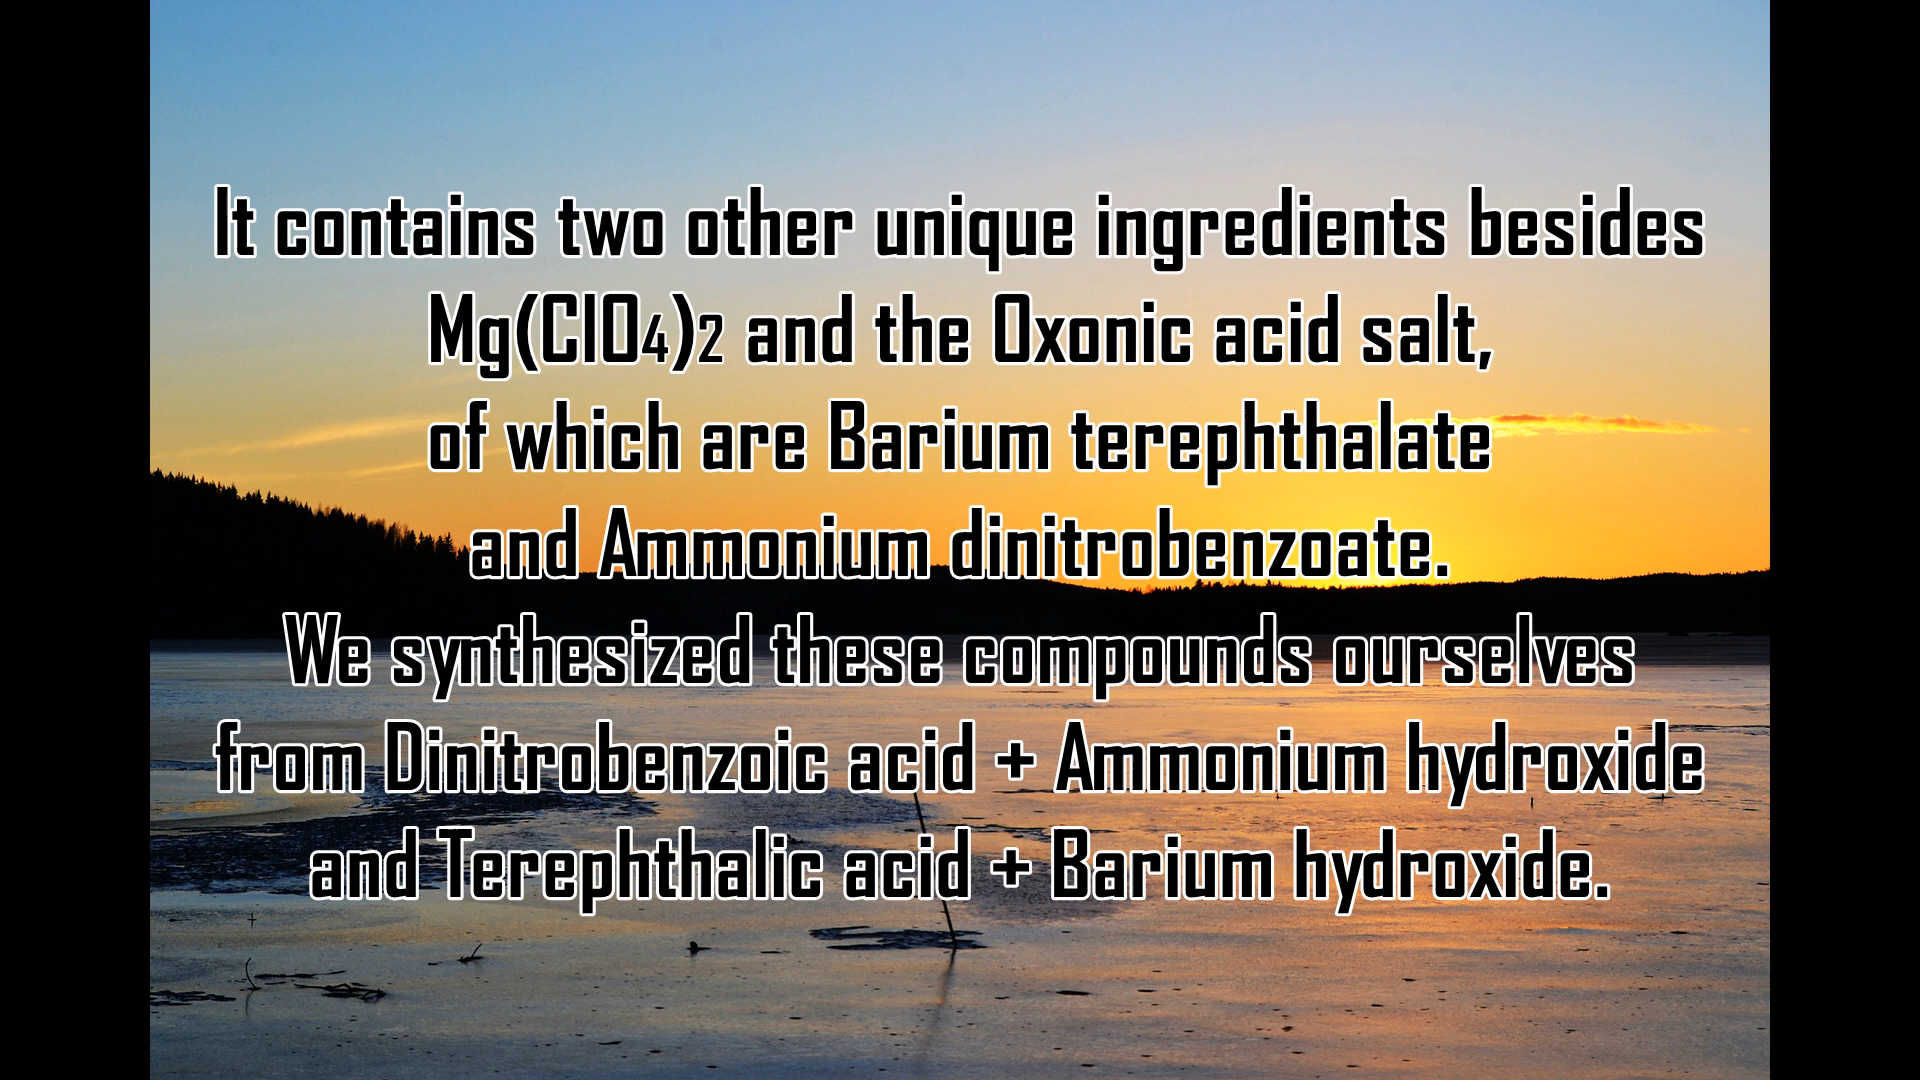 It contains two other unique ingredients besides
Mg(ClO4)2 and the Oxonic acid salt,
of which are Barium terephthalate
and Ammonium dinitrobenzoate.
We synthesized these compounds ourselves
from Dinitrobenzoic acid + Ammonium hydroxide
and Terephthalic acid + Barium hydroxide.